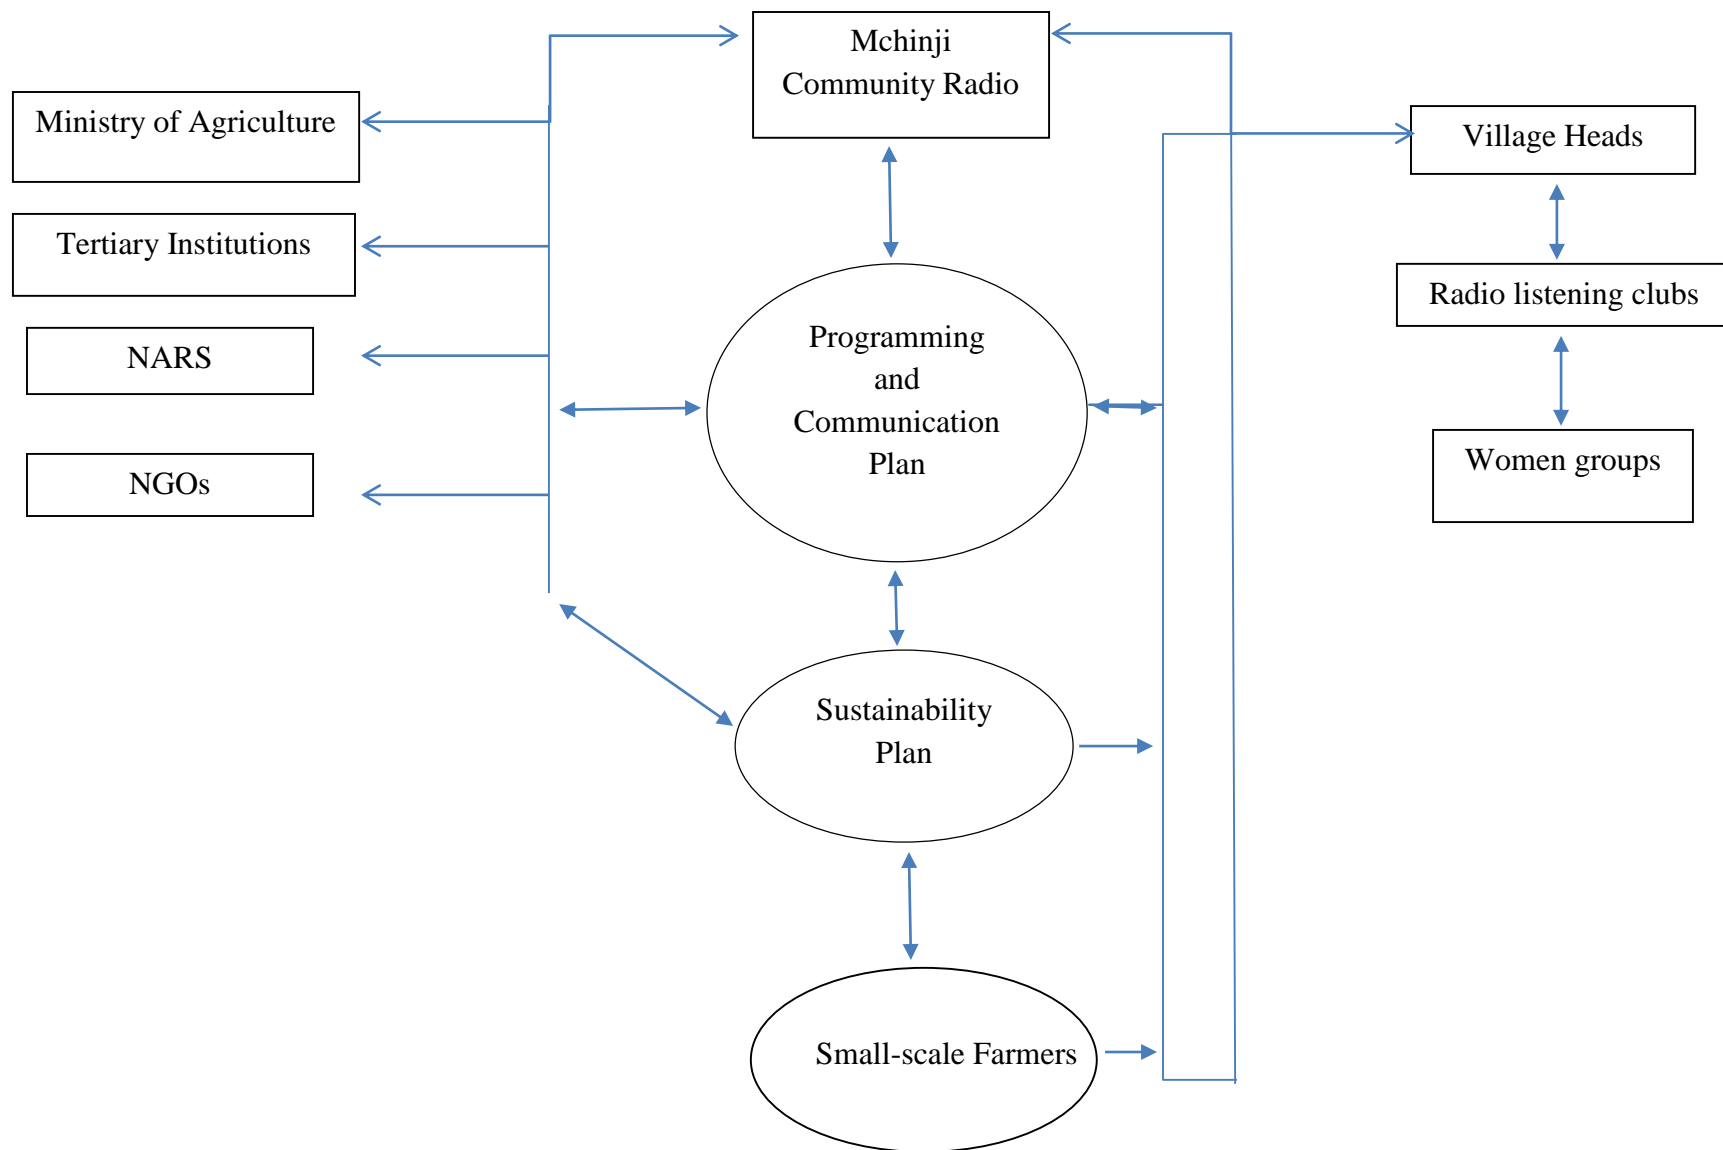 Mchinji
Community Radio
Ministry of Agriculture
Village Heads
Tertiary Institutions
Radio listening clubs
Programming
and
Communication
Plan
NARS
Women groups
NGOs
Sustainability
Plan
Small-scale Farmers